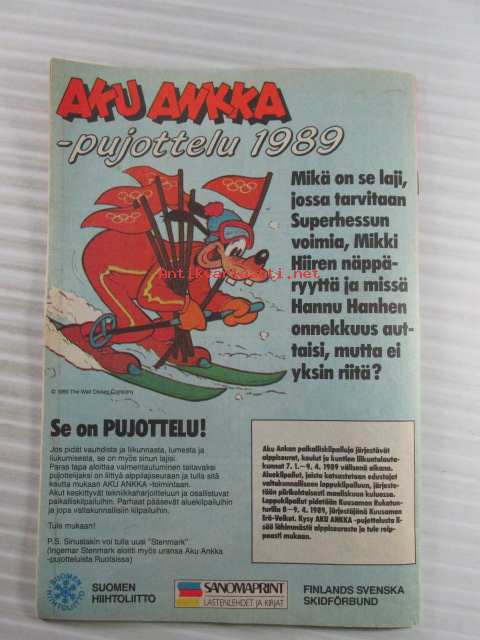 AKU ANKKA
-pujottelu 1989
Mikä on se laji,
jossa tarvitaan
Superhessun
voimia, Mikki
Hiiren näppä-
ryyttä ja missä
Hannu Hanhen
onnekkuus aut-
taisi, mutta ei
yksin riitä?
Antikvariaatti.net
The Walt Disney Company
Se on PUJOTTELU!
Jos pidät vauhdista ja liikunnasta, lumesta ja
liukumisesta, se on myös sinun lajisi.
Paras tapa aloittaa valmentautuminen taitavaksi
pujottelijaksi on liittyä alppilajiseuraan ja tulla sitä
kautta mukaan AKU ANKKA -toimintaan.
Akut keskittyvät tekniikkaharjoitteluun ja osallistuvat
paikalliskilpailuihin. Parhaat pääsevät aluekilpailuihin
ja jopa valtakunnallisiin kilpailuihin.
Tule mukaan!
P.S. Sinustakin voi tulla uusi "Stenmark"
(Ingemar Stenmark aloitti myös uransa Aku Ankka
-pujotteluista Ruotsissa)
Aku Ankan paikalliskilpailuja järjestävät
alppiseurat, koulut ja kuntien liikuntalauta-
kunnat 7. 1.–9. 4. 1989 välisenä aikana.
Aluekilpailut, joista katsastetaan edustajat
valtakunnalliseen loppukilpailuun, järjeste-
tään piirikohtaisesti maaliskuun kuluessa.
Loppukilpailut pidetään Kuusamon Rukatun-
turilla 8–9. 4. 1989, järjestäjänä Kuusamon
Erä-Veikot. Kysy AKU ANKKA -pujottelusta li-
sää lähimmästä alppiseurasta ja tule roip-
peasti mukaan.
SUOMEN
HIIHTOLIITTO
SUOMEN
HIIHTOLIITTO
SANOMAPRINT
LASTENLEHDET JA KIRJAT
FINLANDS SVENSKA
SKIDFÖRBUND